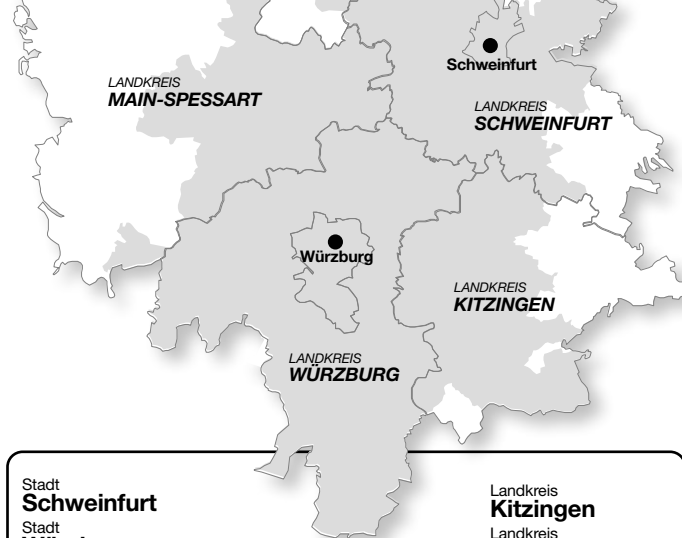 Schweinfurt
LANDKREIS
MAIN-SPESSART
LANDKREIS
SCHWEINFURT
Würzburg
LANDKREIS
KITZINGEN
LANDKREIS
WÜRZBURG
Stadt
Schweinfurt
Stadt
Landkreis
Kitzingen
Landkreis